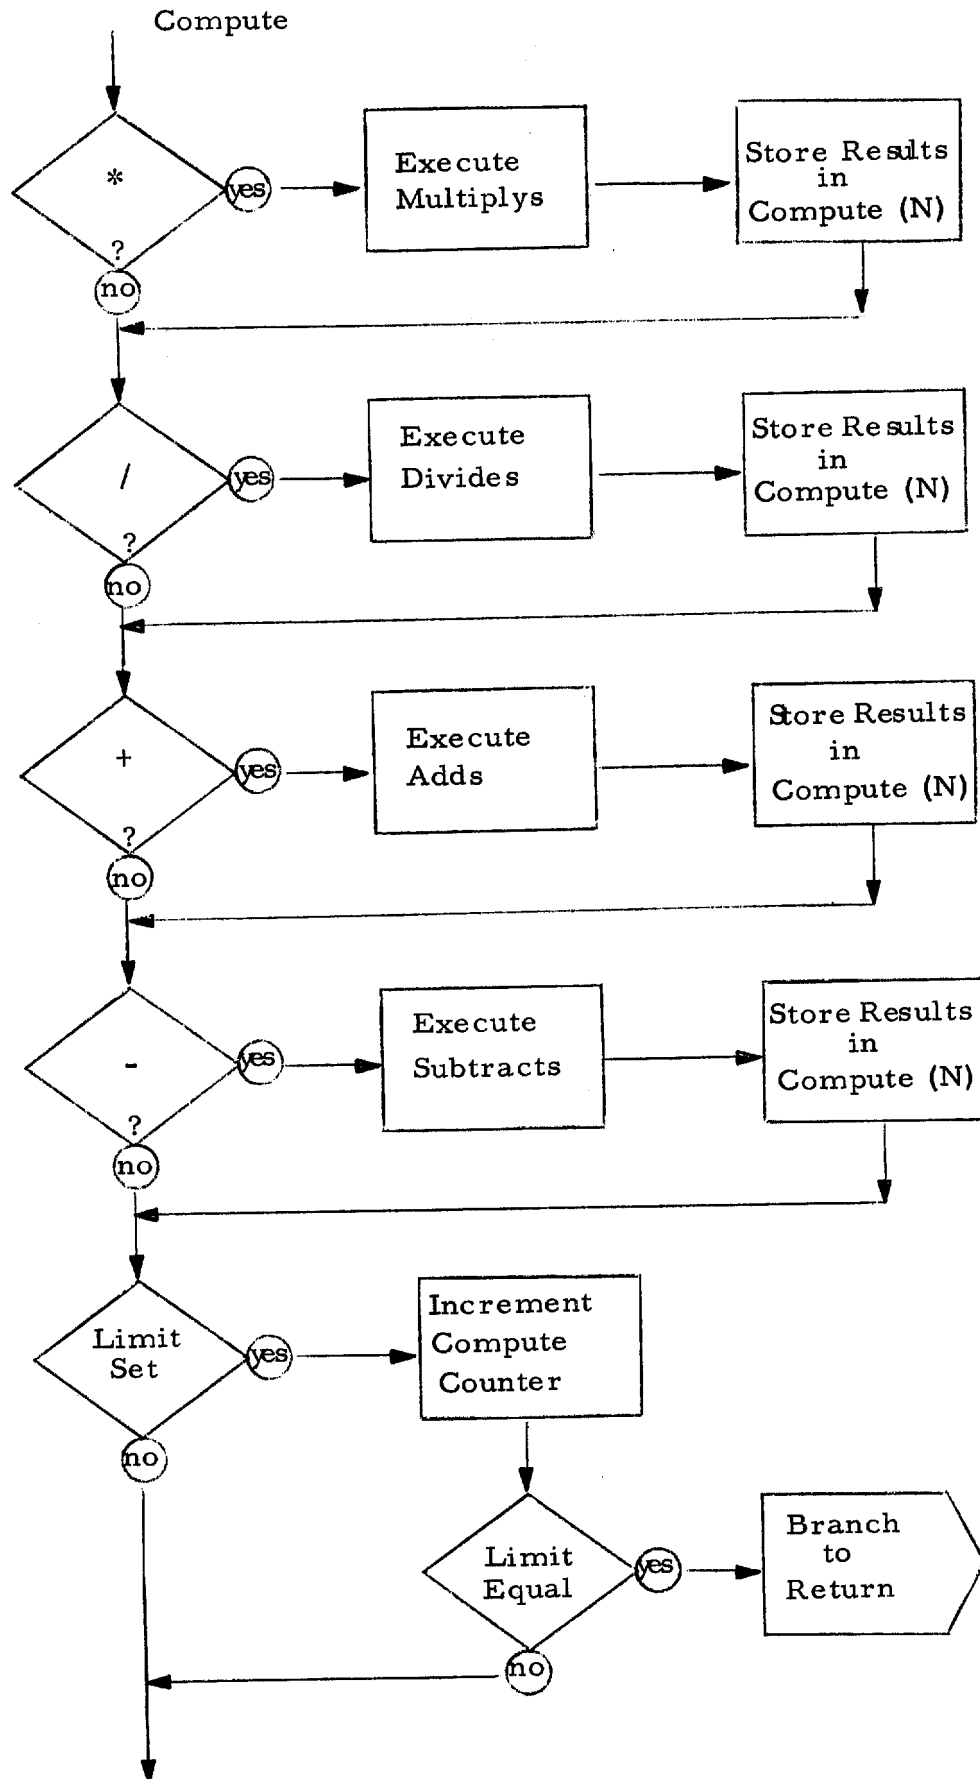 Compute
*
?
yes
no
Execute
Multiplys
Store Results
in
Compute (N)
/
?
yes
no
Execute
Divides
Store Results
in
Compute (N)
+
?
yes
no
Execute
Adds
Store Results
in
Compute (N)
-
?
yes
no
Execute
Subtracts
Store Results
in
Compute (N)
Limit
Set
yes
no
Increment
Compute
Counter
Limit
Equal
yes
no
Branch
to
Return